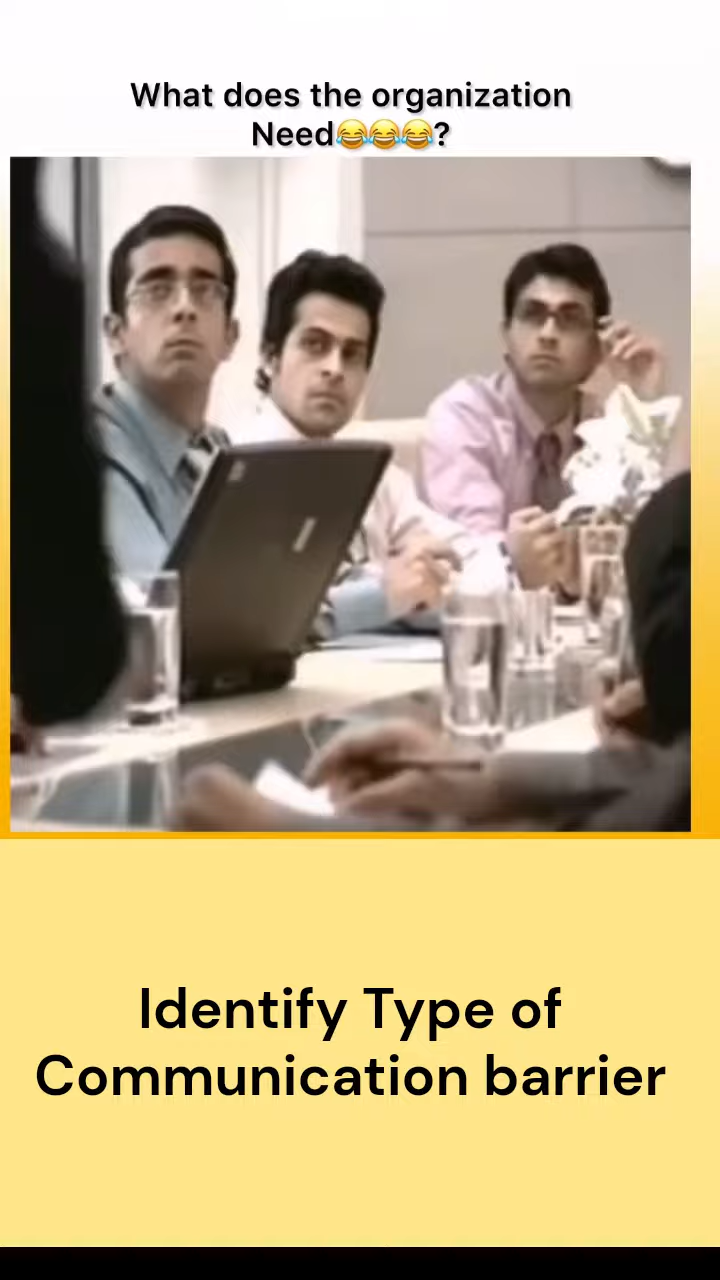 What does the organization
Need😂😂😂?
Identify Type of
Communication barrier